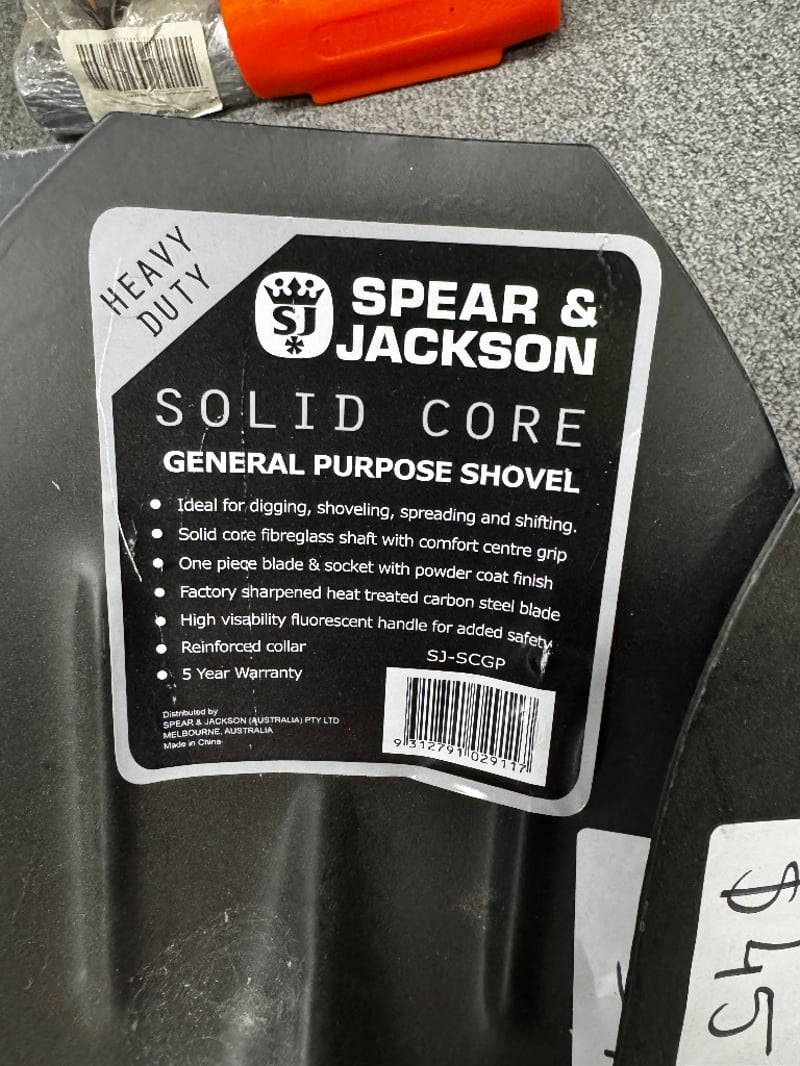 HEAVY
DUTY
SJ
SPEAR &
JACKSON
SOLID CORE
GENERAL PURPOSE SHOVEL
• Ideal for digging, shoveling, spreading and shifting.
• Solid core fibreglass shaft with comfort centre grip
• One piece blade & socket with powder coat finish
• Factory sharpened heat treated carbon steel blade
• High visability fluorescent handle for added safety
• Reinforced collar
• 5 Year Warranty
SJ-SCGP
Distributed by
SPEAR & JACKSON (AUSTRALIA) PTY LTD
MELBOURNE, AUSTRALIA
Made in China
9 312791 029117
$45